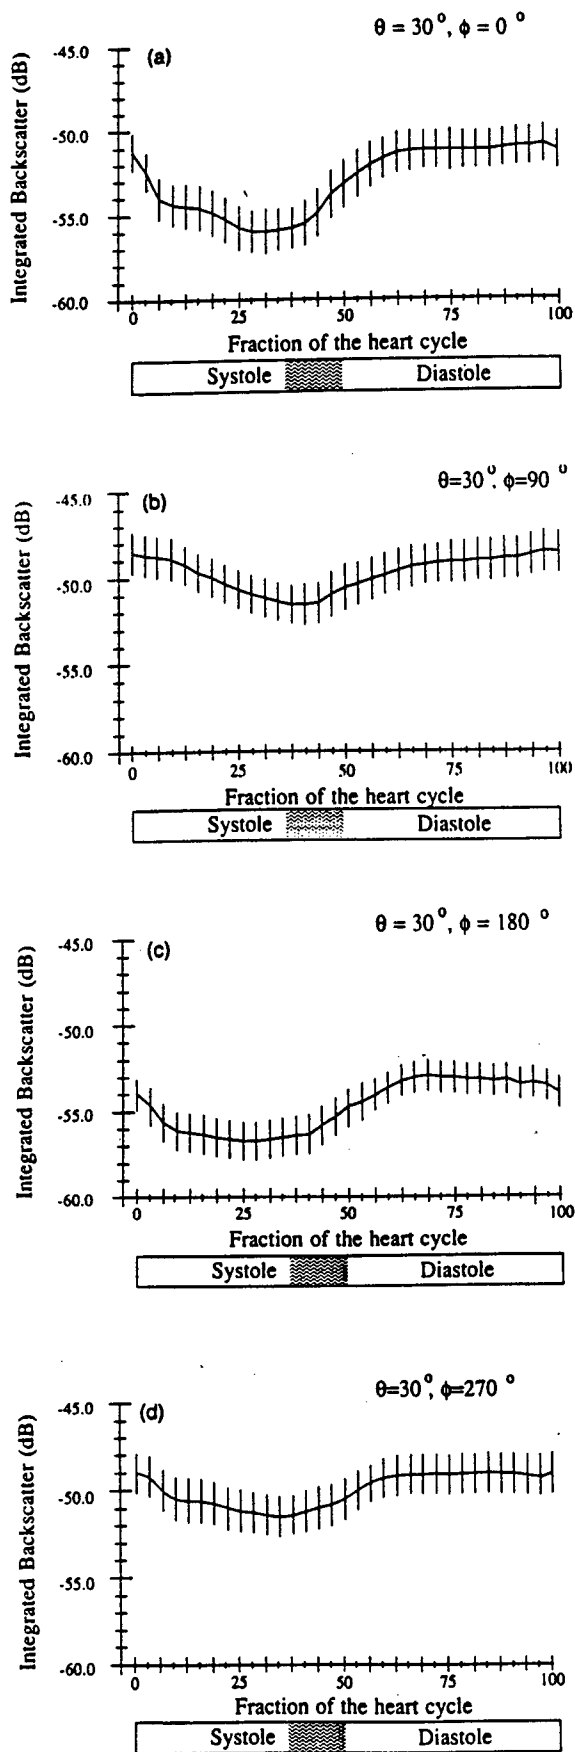 θ = 30°, ϕ = 0 °
(a)
Integrated Backscatter (dB)
-45.0
-50.0
-55.0
-60.0
0 25 50 75 100
Fraction of the heart cycle
Systole Diastole
θ=30°, ϕ=90 °
(b)
Integrated Backscatter (dB)
-45.0
-50.0
-55.0
-60.0
0 25 50 75 100
Fraction of the heart cycle
Systole Diastole
θ = 30°, ϕ = 180 °
(c)
Integrated Backscatter (dB)
-45.0
-50.0
-55.0
-60.0
0 25 50 75 100
Fraction of the heart cycle
Systole Diastole
θ=30°, ϕ=270 °
(d)
Integrated Backscatter (dB)
-45.0
-50.0
-55.0
-60.0
0 25 50 75 100
Fraction of the heart cycle
Systole Diastole